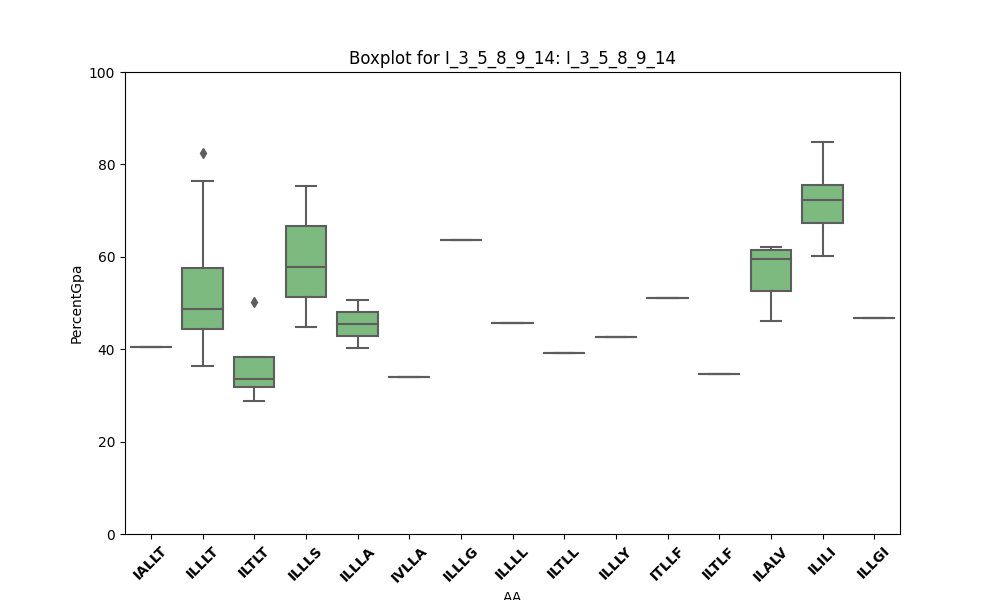 Boxplot for I_3_5_8_9_14: I_3_5_8_9_14
PercentGpa
100
80
60
40
20
0
IALLT
ILLLT
ILTLT
ILLLS
ILLLA
IVLLA
ILLLG
ILLLL
ILTLL
ILLLY
ITLLF
ILTLF
ILALV
ILILI
ILLGI
AA